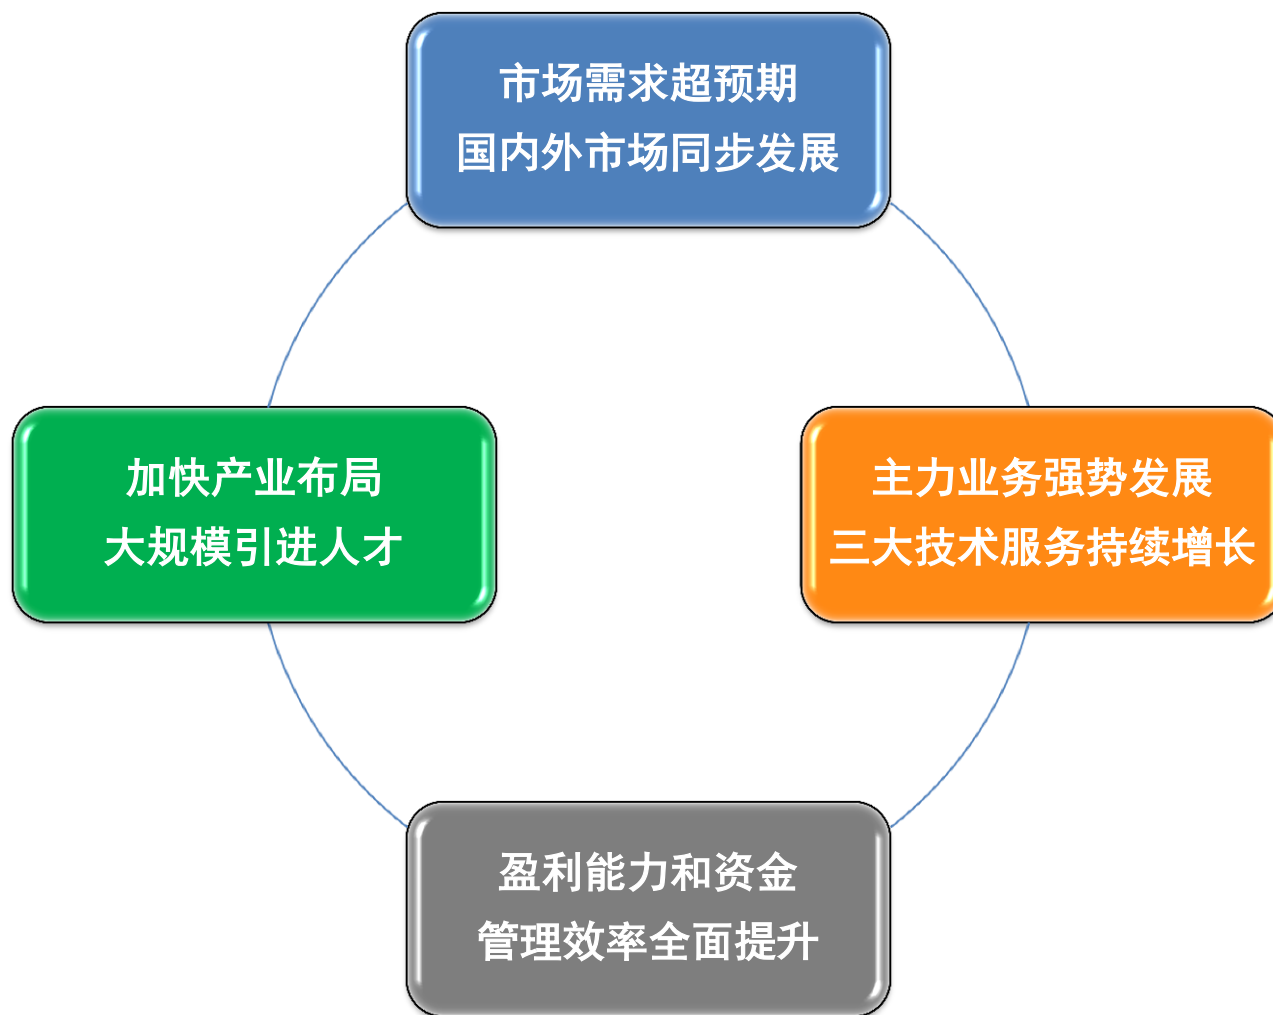 市场需求超预期
国内外市场同步发展
加快产业布局
大规模引进人才
主力业务强势发展
三大技术服务持续增长
盈利能力和资金
管理效率全面提升